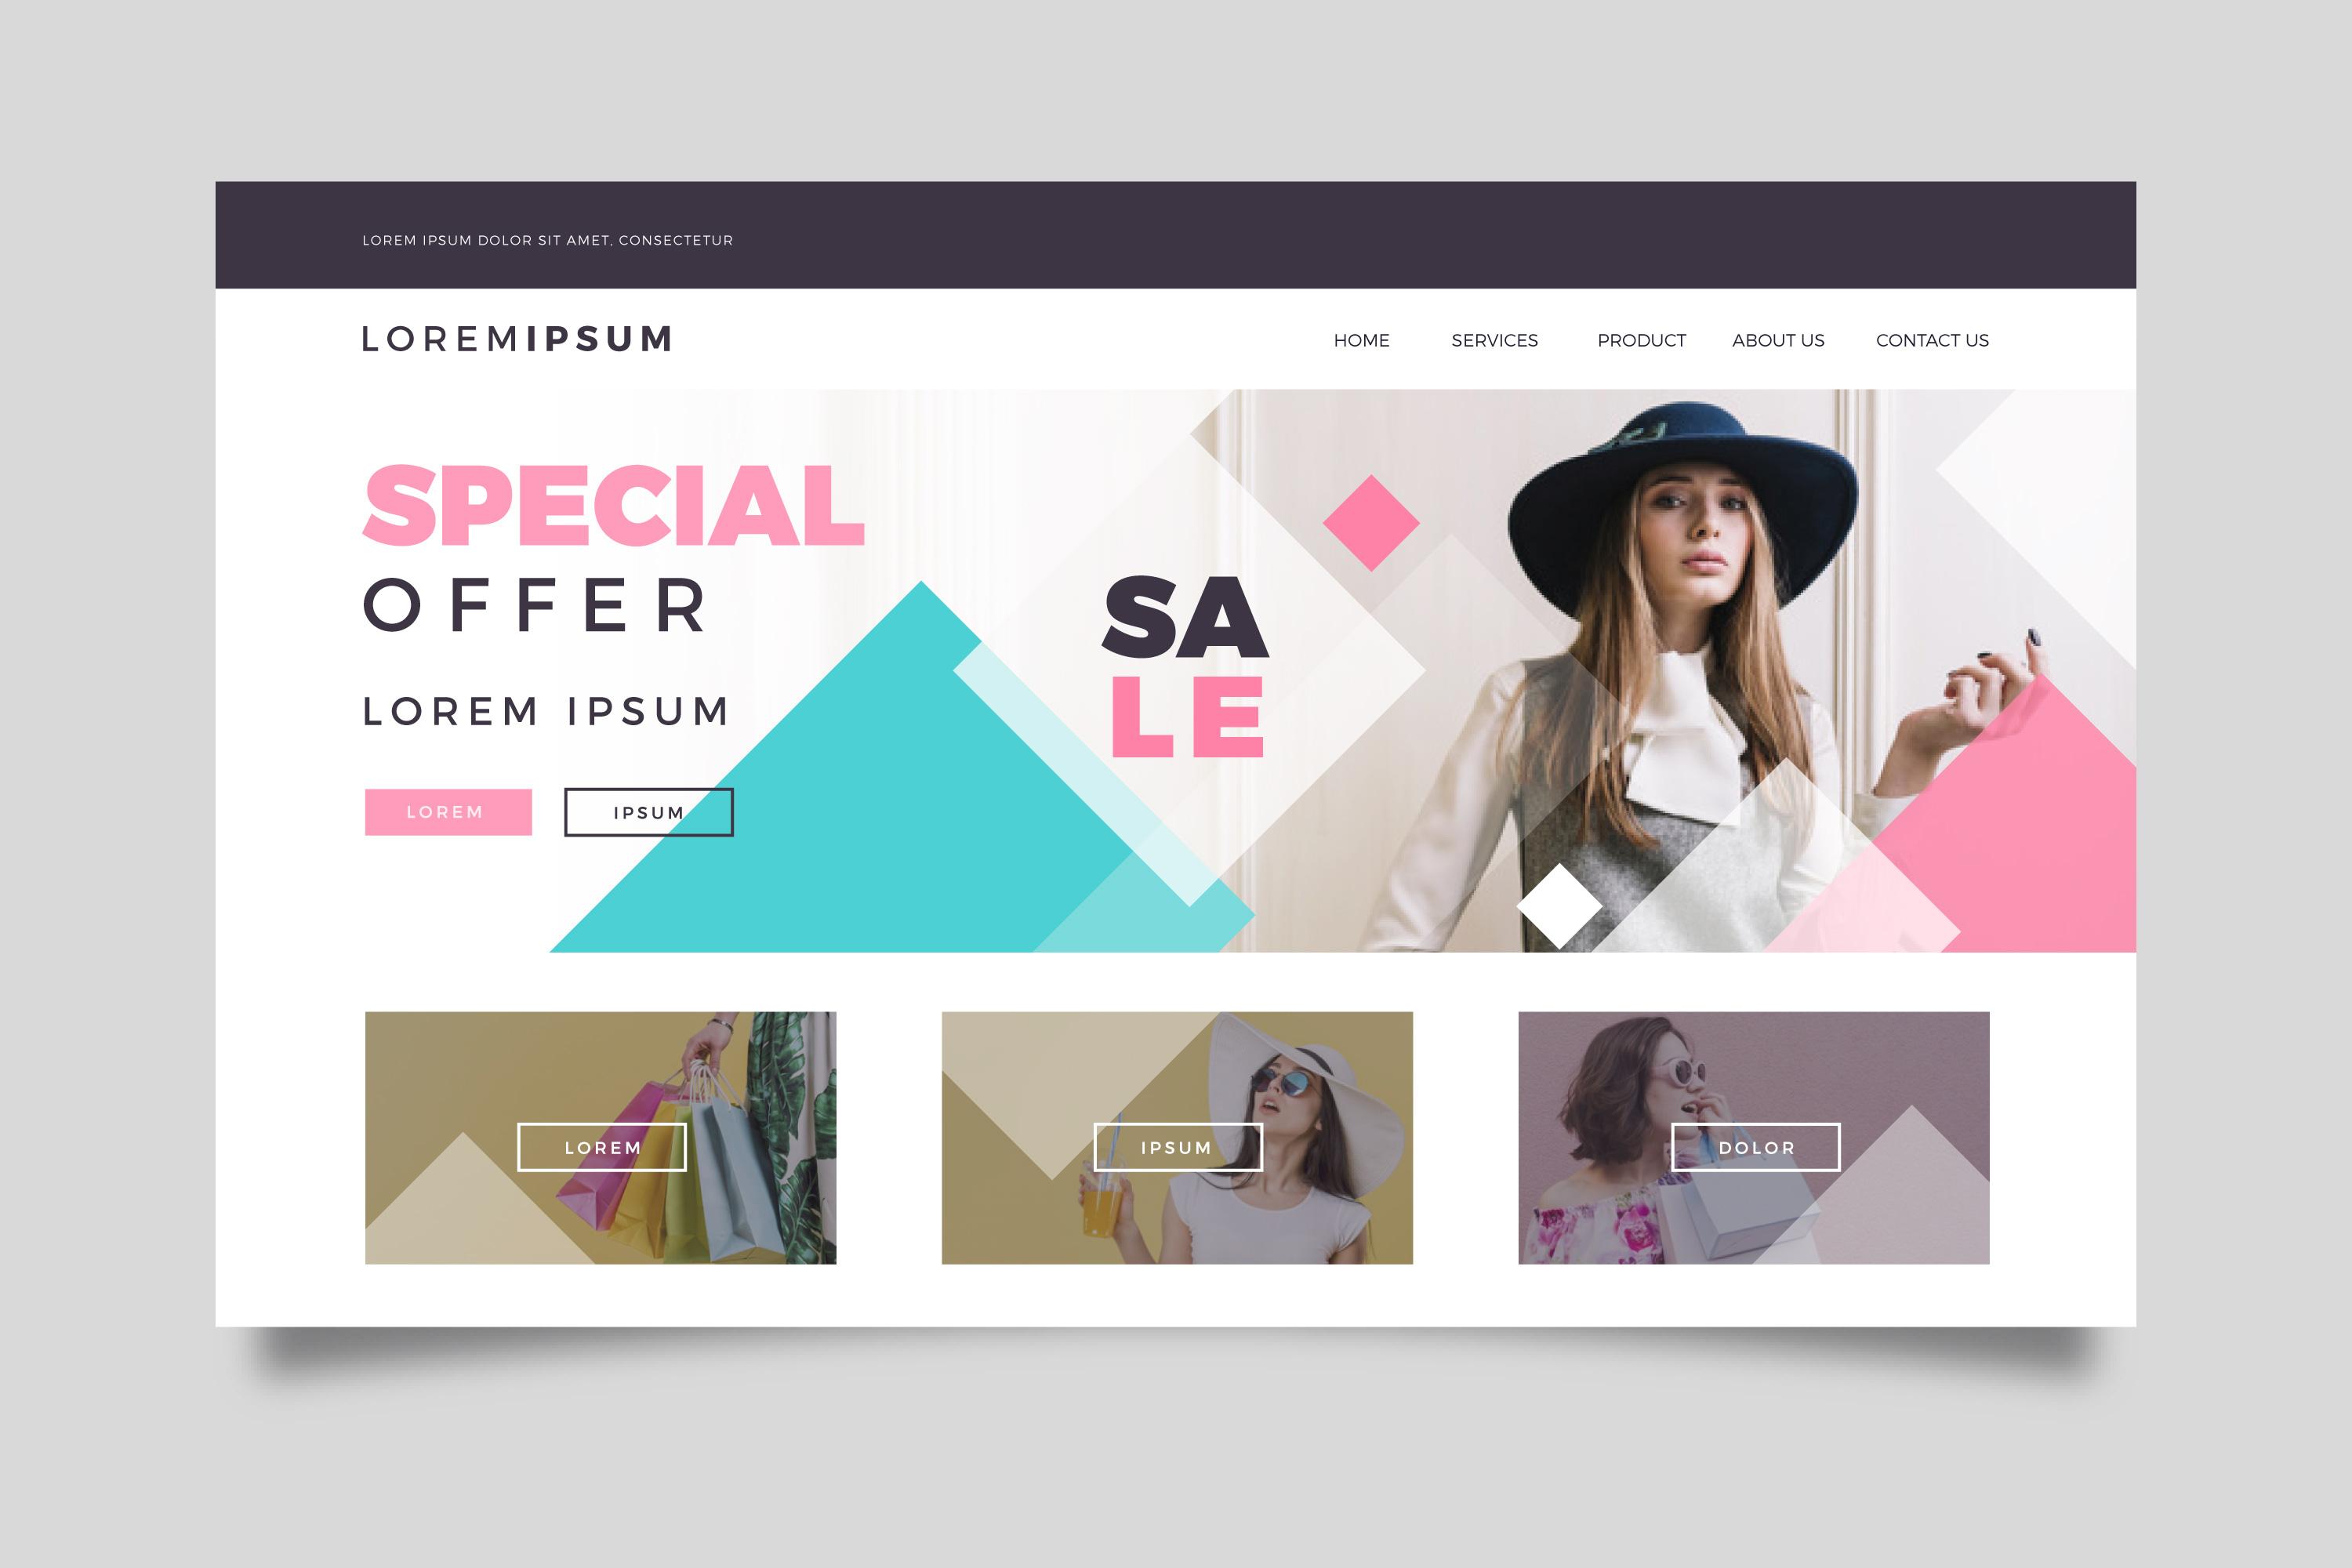 LOREM IPSUM DOLOR SIT AMET, CONSECTETUR
LOREMIPSUM
HOME SERVICES PRODUCT ABOUT US CONTACT US
SPECIAL
OFFER
LOREM IPSUM
LOREM IPSUM
SA
LE
LOREM IPSUM DOLOR